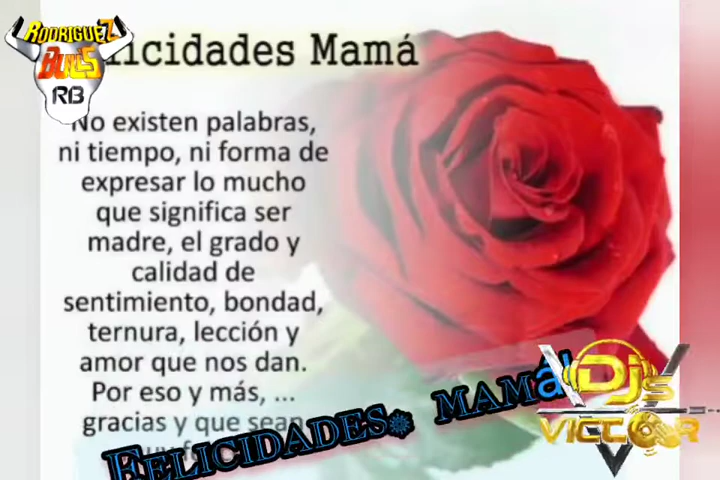 RODRIGUEZ
BULL'S
RB
Felicidades Mamá
No existen palabras,
ni tiempo, ni forma de
expresar lo mucho
que significa ser
madre, el grado y
calidad de
sentimiento, bondad,
ternura, lección y
amor que nos dan.
Por eso y más, ...
gracias y que sean
FELICIDADES MAMá!
DJ's
VICTOR